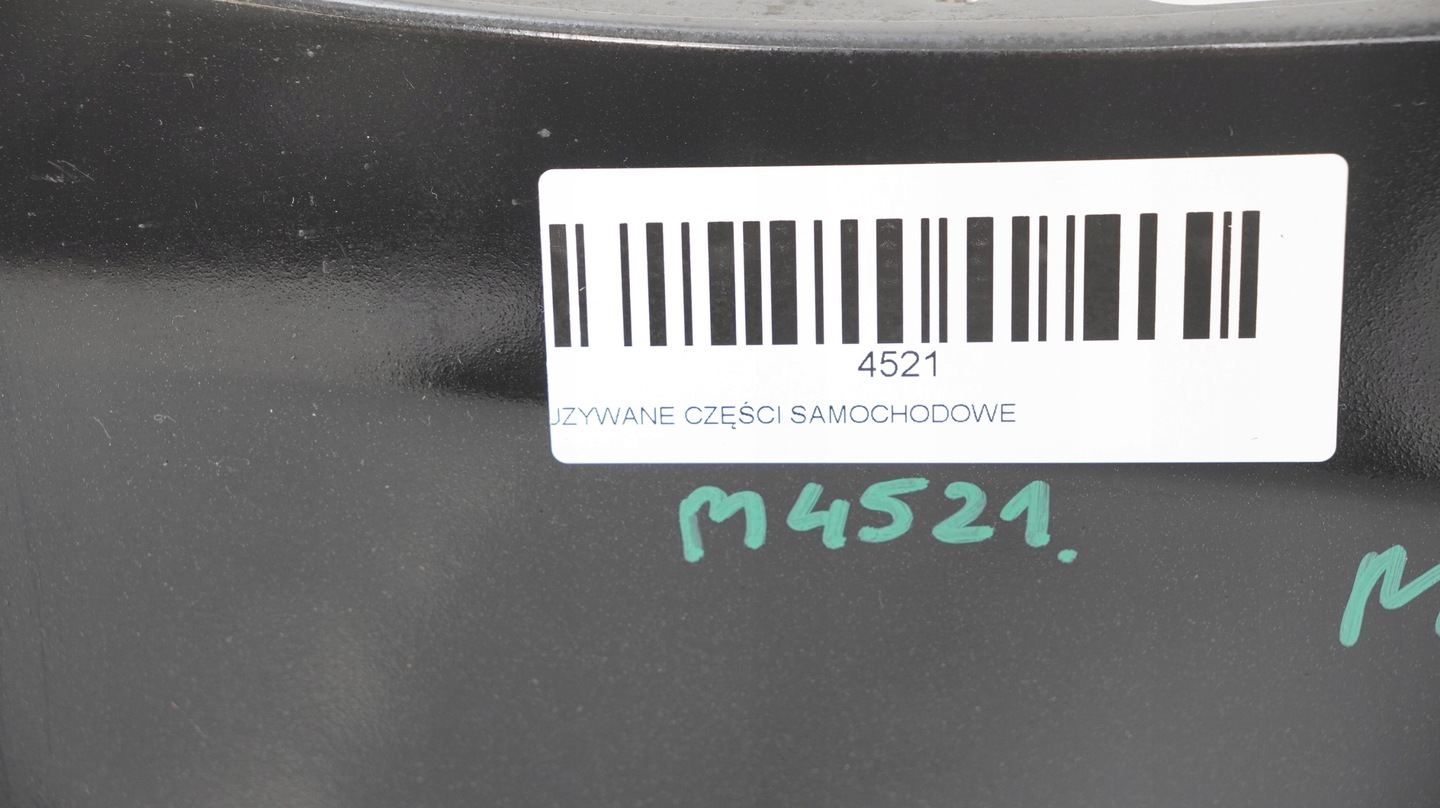 4521
UZYWANE CZĘŚCI SAMOCHODOWE
M4521.
M